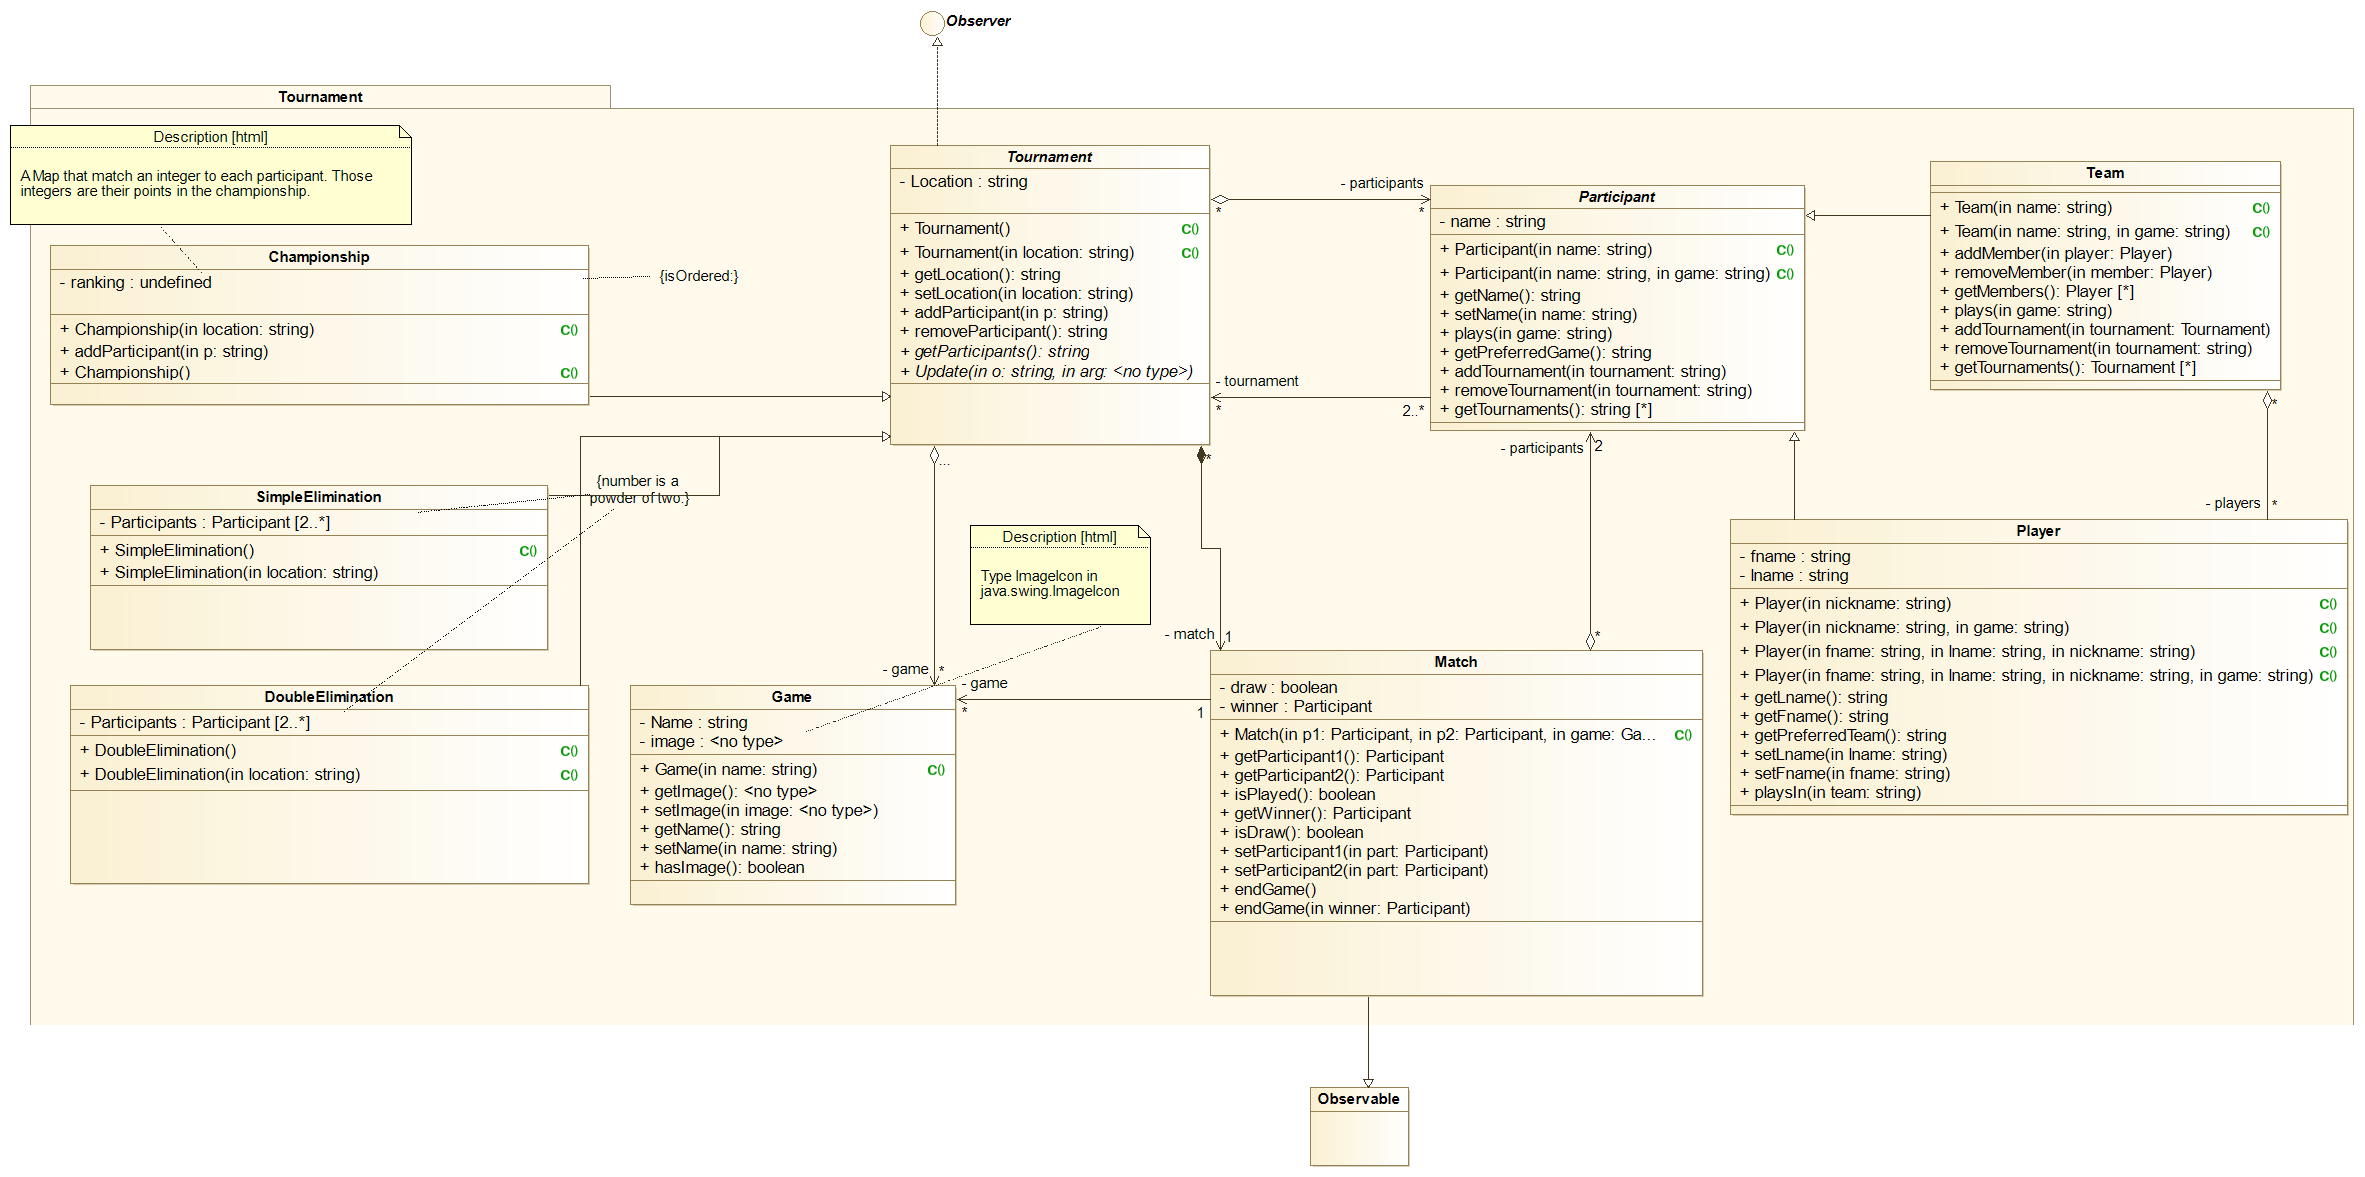 Observer
Tournament
Description [html]
A Map that match an integer to each participant. Those
integers are their points in the championship.
Championship
- ranking : undefined
+ Championship(in location: string) C()
+ addParticipant(in p: string)
+ Championship() C()
{isOrdered:}
Tournament
- Location : string
+ Tournament() C()
+ Tournament(in location: string) C()
+ getLocation(): string
+ setLocation(in location: string)
+ addParticipant(in p: string)
+ removeParticipant(): string
+ getParticipants(): string
+ Update(in o: string, in arg: <no type>)
- participants
*
*
- tournament
*
2..*
Participant
- name : string
+ Participant(in name: string) C()
+ Participant(in name: string, in game: string) C()
+ getName(): string
+ setName(in name: string)
+ plays(in game: string)
+ getPreferredGame(): string
+ addTournament(in tournament: string)
+ removeTournament(in tournament: string)
+ getTournaments(): string [*]
Team
+ Team(in name: string) C()
+ Team(in name: string, in game: string) C()
+ addMember(in player: Player)
+ removeMember(in member: Player)
+ getMembers(): Player [*]
+ plays(in game: string)
+ addTournament(in tournament: Tournament)
+ removeTournament(in tournament: string)
+ getTournaments(): Tournament [*]
*
- players *
- participants 2
...
*
{number is a
powder of two:}
SimpleElimination
- Participants : Participant [2..*]
+ SimpleElimination() C()
+ SimpleElimination(in location: string)
DoubleElimination
- Participants : Participant [2..*]
+ DoubleElimination() C()
+ DoubleElimination(in location: string) C()
Description [html]
Type ImageIcon in
java.swing.ImageIcon
- game *
- game
*
1
- match 1
*
Game
- Name : string
- image : <no type>
+ Game(in name: string) C()
+ getImage(): <no type>
+ setImage(in image: <no type>)
+ getName(): string
+ setName(in name: string)
+ hasImage(): boolean
Match
- draw : boolean
- winner : Participant
+ Match(in p1: Participant, in p2: Participant, in game: Ga... C()
+ getParticipant1(): Participant
+ getParticipant2(): Participant
+ isPlayed(): boolean
+ getWinner(): Participant
+ isDraw(): boolean
+ setParticipant1(in part: Participant)
+ setParticipant2(in part: Participant)
+ endGame()
+ endGame(in winner: Participant)
Player
- fname : string
- lname : string
+ Player(in nickname: string) C()
+ Player(in nickname: string, in game: string) C()
+ Player(in fname: string, in lname: string, in nickname: string) C()
+ Player(in fname: string, in lname: string, in nickname: string, in game: string) C()
+ getLname(): string
+ getFname(): string
+ getPreferredTeam(): string
+ setLname(in lname: string)
+ setFname(in fname: string)
+ playsIn(in team: string)
Observable